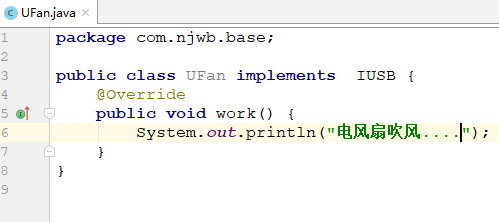 UFan.java
1 package com.njwb.base;
2
3 public class UFan implements  IUSB {
4     @Override
5     public void work() {
6         System.out.println("电风扇吹风....");
7     }
8 }
9